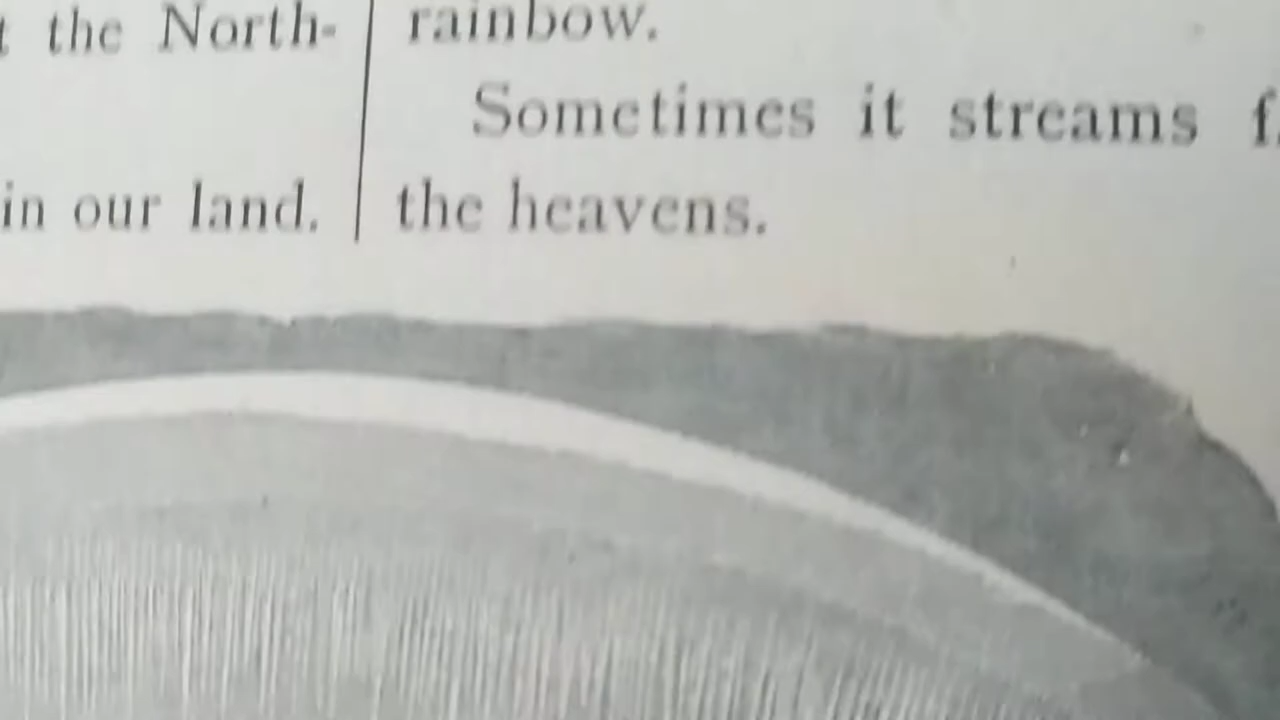 the North-
in our land.
rainbow.
Sometimes it streams
the heavens.